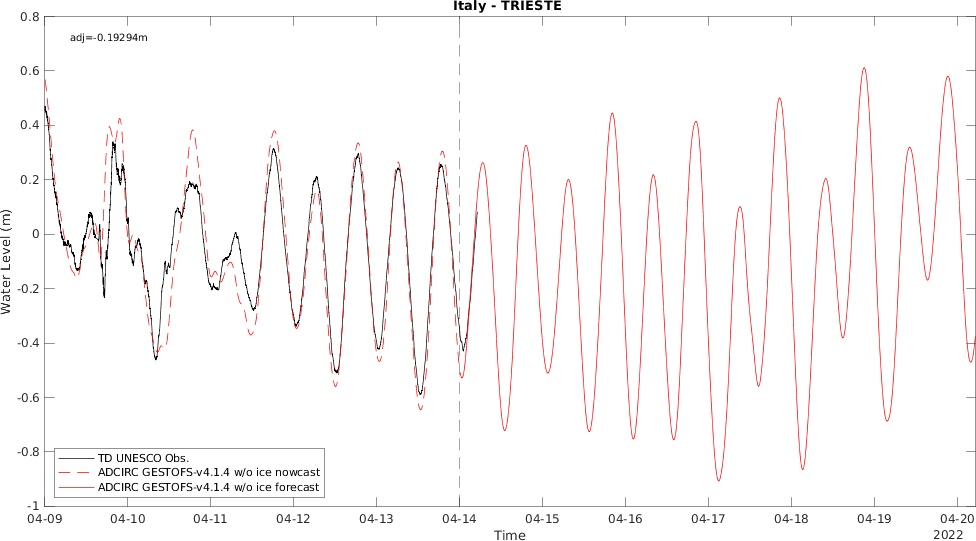 Italy - TRIESTE
adj=-0.19294m
0.8
0.6
0.4
0.2
0
-0.2
-0.4
-0.6
-0.8
-1
Water Level (m)
TD UNESCO Obs.
ADCIRC GESTOFS-v4.1.4 w/o ice nowcast
ADCIRC GESTOFS-v4.1.4 w/o ice forecast
04-09 04-10 04-11 04-12 04-13 04-14 04-15 04-16 04-17 04-18 04-19 04-20
Time
2022